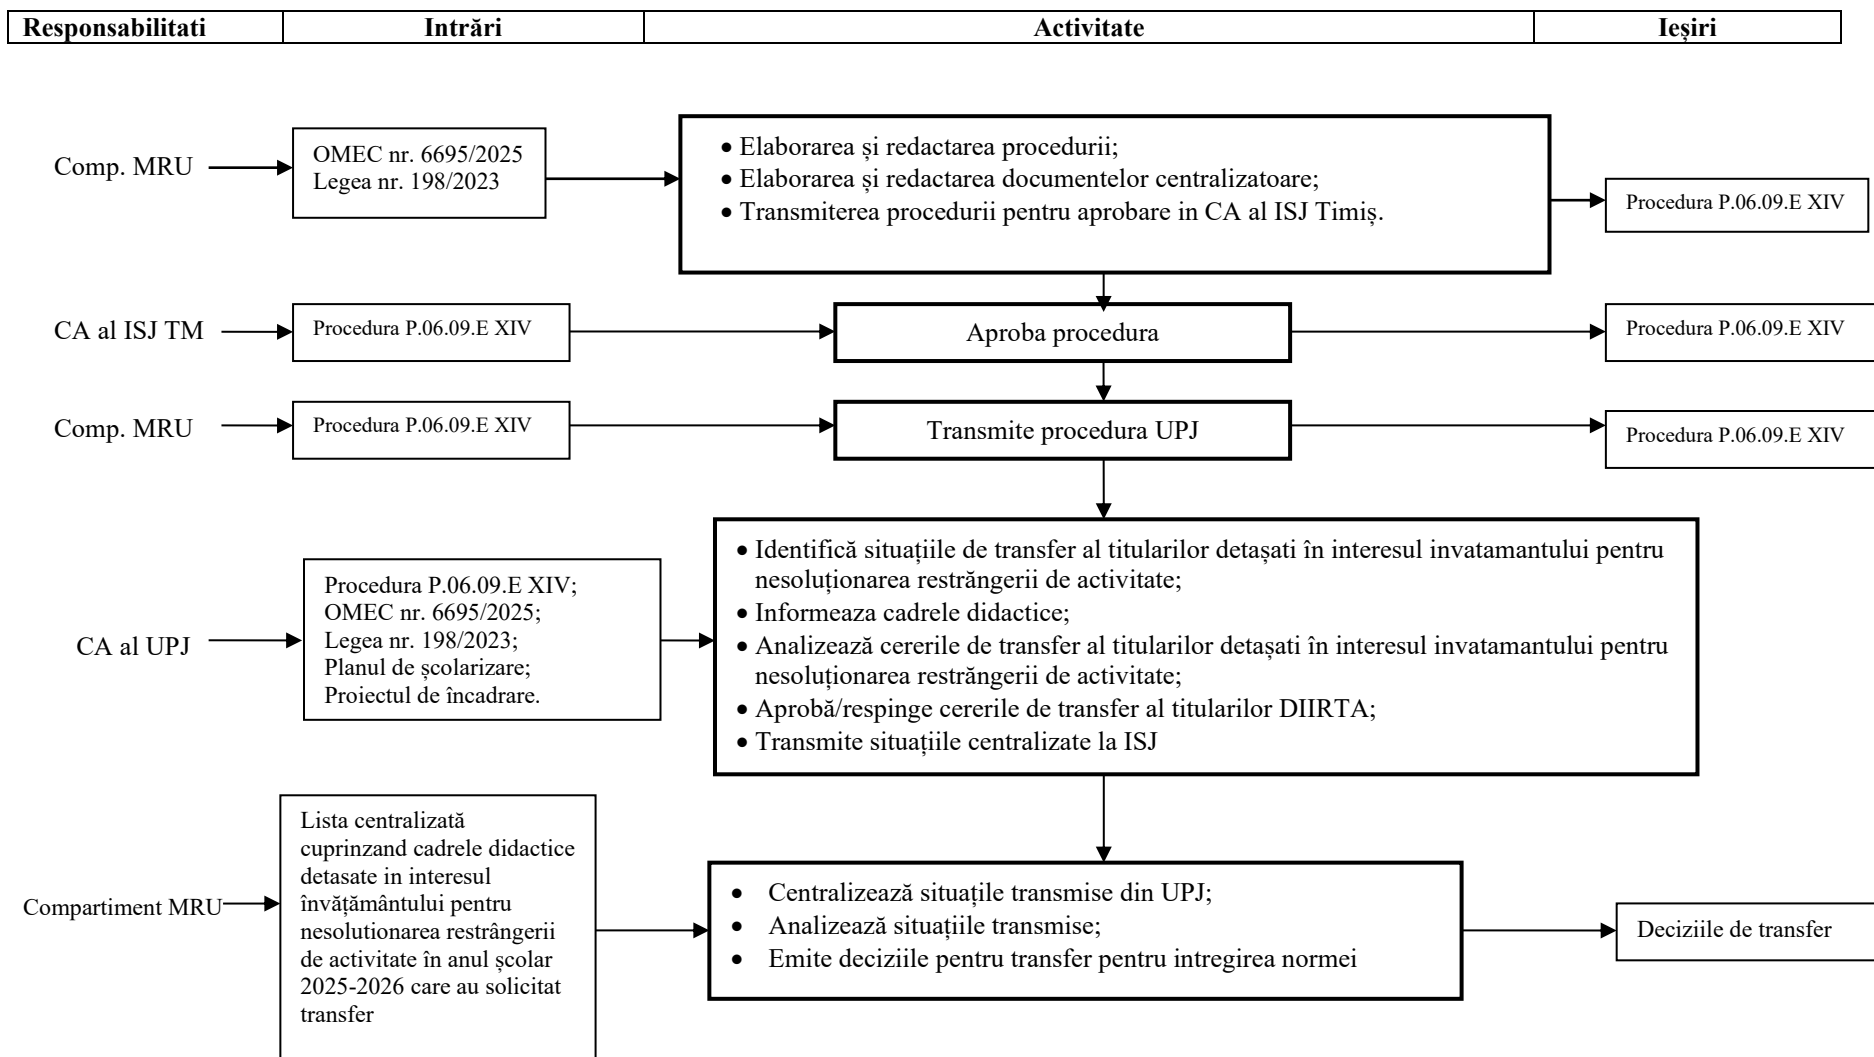 Responsabilitati Intrări Activitate Ieșiri
Comp. MRU
OMEC nr. 6695/2025
Legea nr. 198/2023
• Elaborarea și redactarea procedurii;
• Elaborarea și redactarea documentelor centralizatoare;
• Transmiterea procedurii pentru aprobare in CA al ISJ Timiș.
Procedura P.06.09.E XIV
CA al ISJ TM
Procedura P.06.09.E XIV
Aproba procedura
Procedura P.06.09.E XIV
Comp. MRU
Procedura P.06.09.E XIV
Transmite procedura UPJ
Procedura P.06.09.E XIV
CA al UPJ
Procedura P.06.09.E XIV;
OMEC nr. 6695/2025;
Legea nr. 198/2023;
Planul de școlarizare;
Proiectul de încadrare.
• Identifică situațiile de transfer al titularilor detașati în interesul invatamantului pentru
nesoluționarea restrăngerii de activitate;
• Informeaza cadrele didactice;
• Analizează cererile de transfer al titularilor detașati în interesul invatamantului pentru
nesoluționarea restrăngerii de activitate;
• Aprobă/respinge cererile de transfer al titularilor DIIRTA;
• Transmite situațiile centralizate la ISJ
Compartiment MRU
Lista centralizată
cuprinzand cadrele didactice
detasate in interesul
învățământului pentru
nesolutionarea restrângerii
de activitate în anul școlar
2025-2026 care au solicitat
transfer
• Centralizează situațile transmise din UPJ;
• Analizează situațiile transmise;
• Emite deciziile pentru transfer pentru intregirea normei
Deciziile de transfer